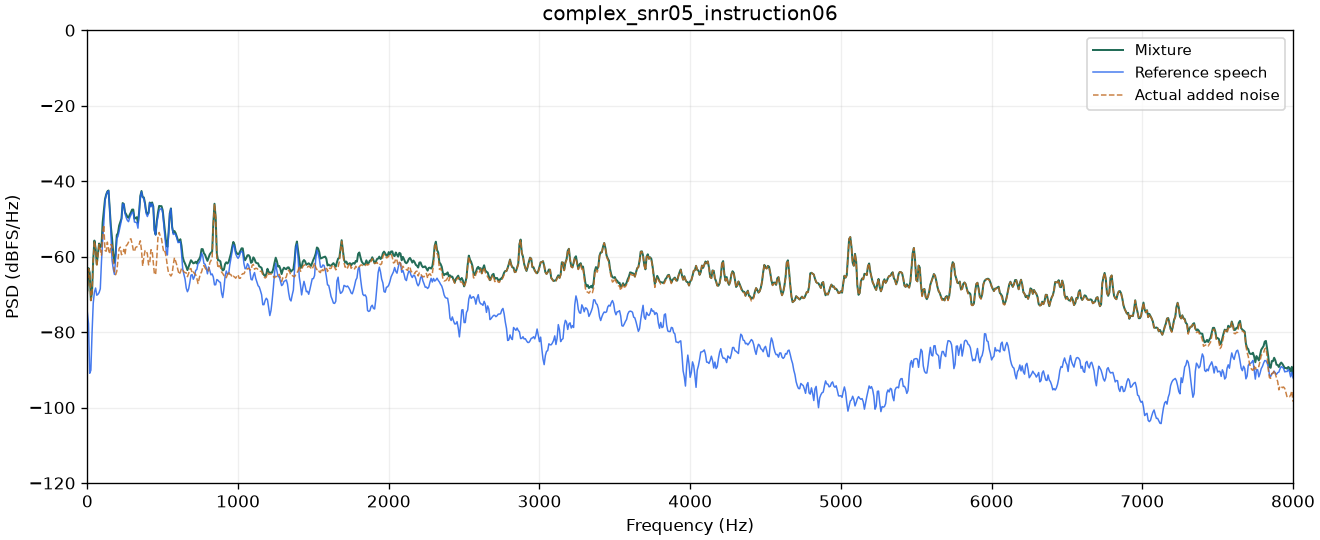 complex_snr05_instruction06
PSD (dBFS/Hz)
0
−20
−40
−60
−80
−100
−120
Mixture
Reference speech
Actual added noise
0 1000 2000 3000 4000 5000 6000 7000 8000
Frequency (Hz)